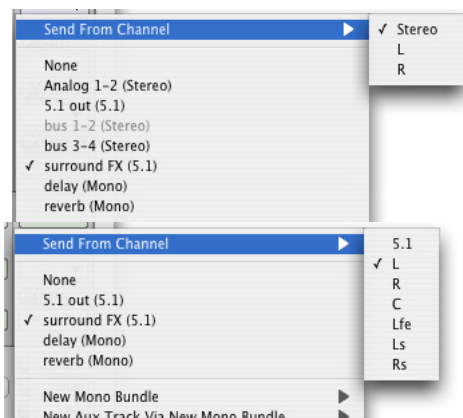 Send From Channel
✓ Stereo
L
R
None
Analog 1-2 (Stereo)
5.1 out (5.1)
bus 1-2 (Stereo)
bus 3-4 (Stereo)
✓ surround FX (5.1)
delay (Mono)
reverb (Mono)
Send From Channel
5.1
✓ L
R
C
Lfe
Ls
Rs
None
5.1 out (5.1)
✓ surround FX (5.1)
delay (Mono)
reverb (Mono)
New Mono Bundle
New Aux Track Via New Mono Bundle